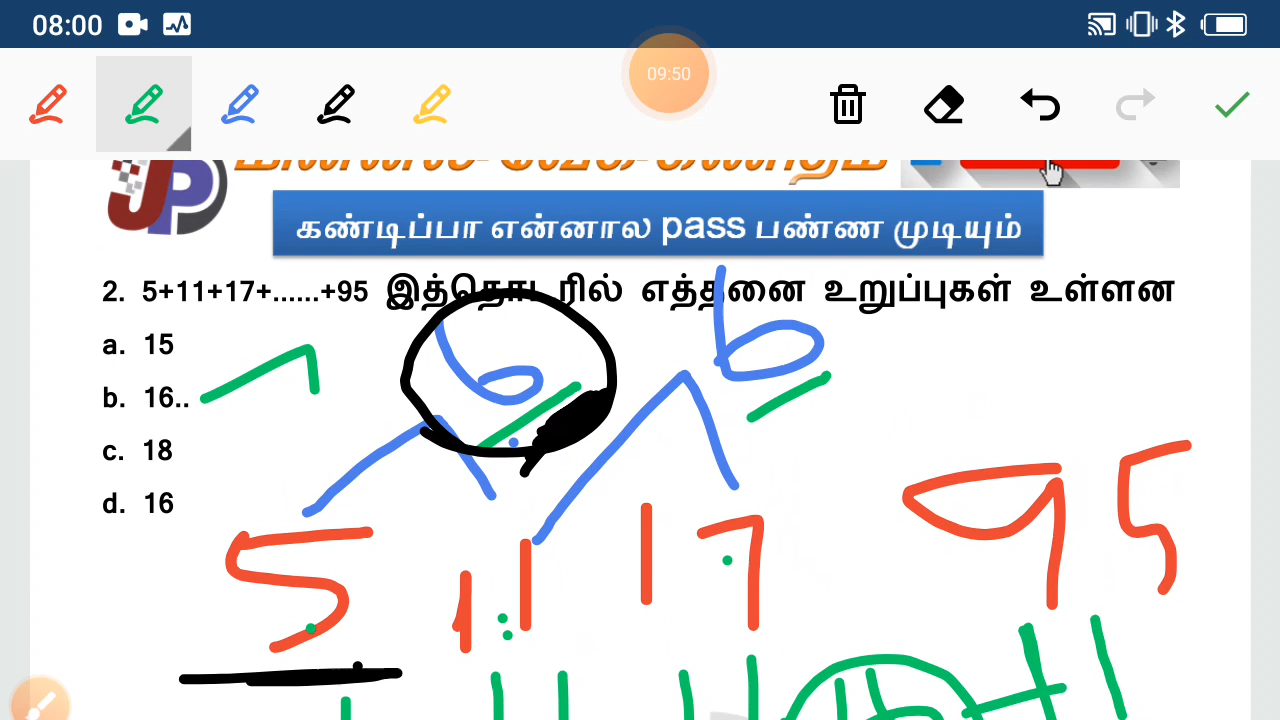 08:00
09:50
JP
கண்டிப்பா என்னால pass பண்ண முடியும்
2. 5+11+17+......+95 இத்தொடரில் எத்தனை உறுப்புகள் உள்ளன
a. 15
b. 16..
c. 18
d. 16
6 6
5 11 17 95